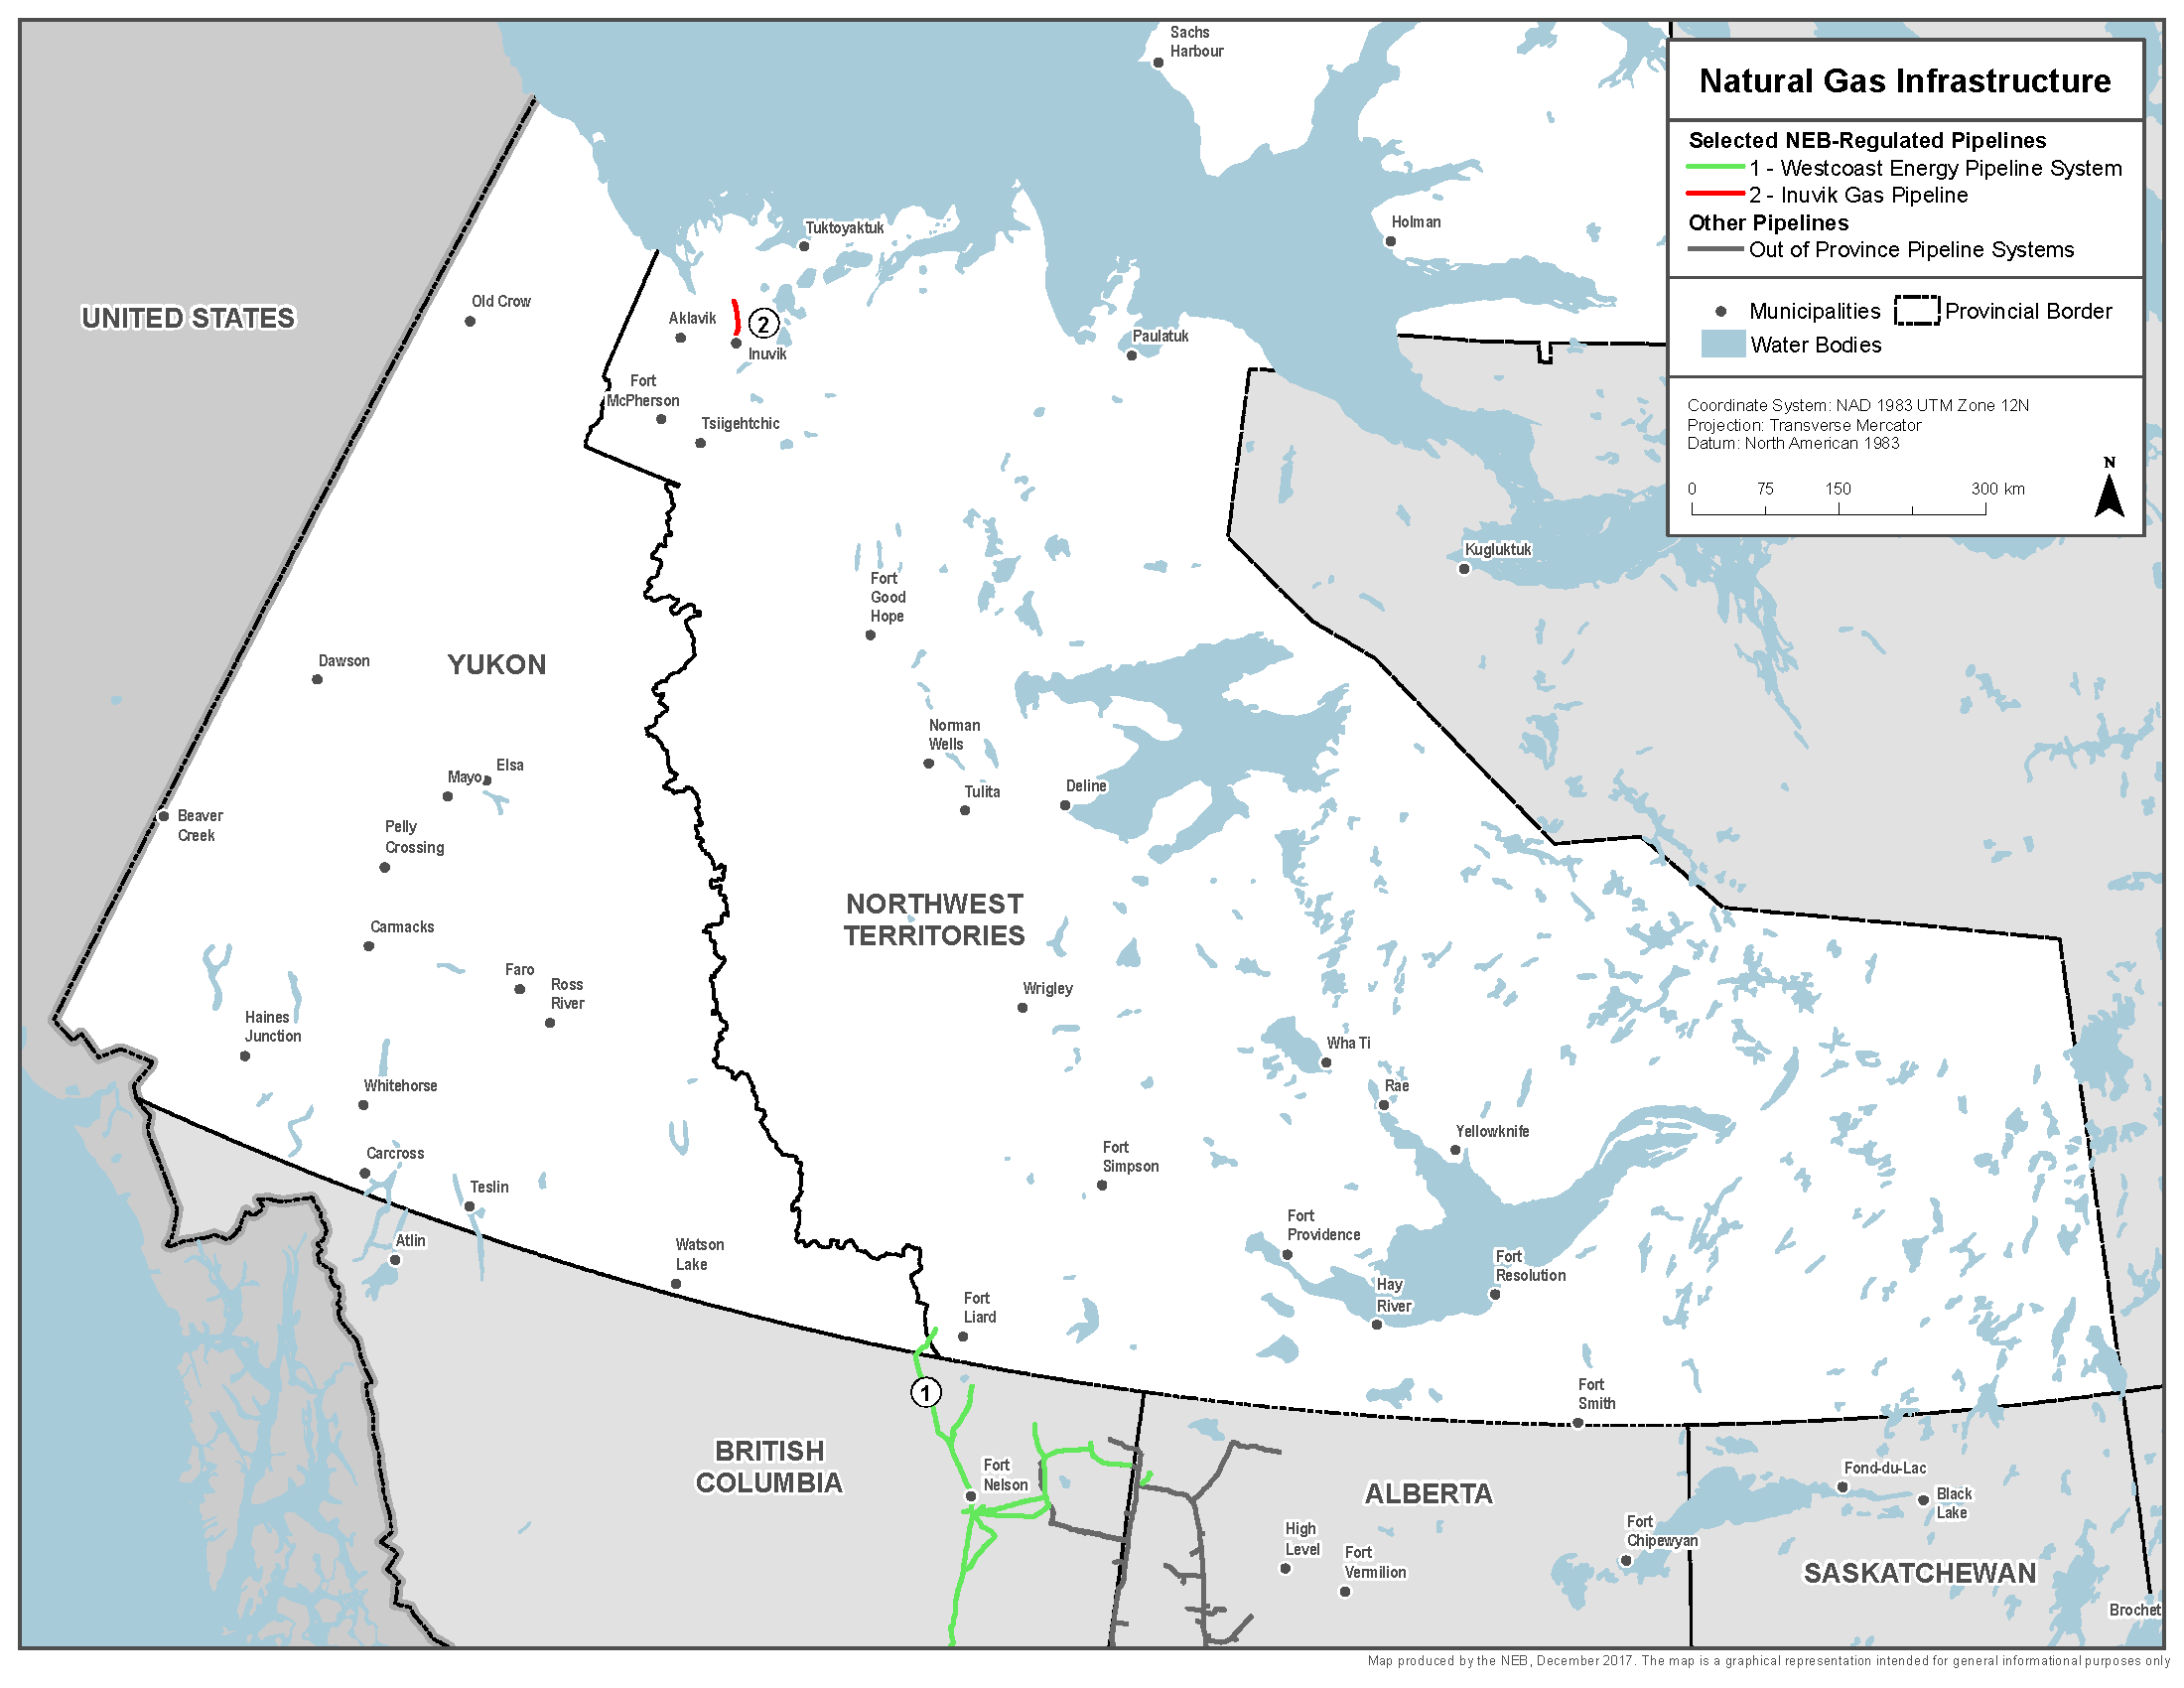 Sachs
Harbour
Natural Gas Infrastructure
Selected NEB-Regulated Pipelines
1 - Westcoast Energy Pipeline System
2 - Inuvik Gas Pipeline
Other Pipelines
Out of Province Pipeline Systems
Municipalities
Provincial Border
Water Bodies
Coordinate System: NAD 1983 UTM Zone 12N
Projection: Transverse Mercator
Datum: North American 1983
N
0 75 150 300 km
Holman
Tuktoyaktuk
UNITED STATES
Old Crow
Aklavik
2
Inuvik
Paulatuk
Fort
McPherson
Tsiigehtchic
Kugluktuk
Fort
Good
Hope
Dawson
YUKON
Norman
Wells
Elsa
Mayo
Tulita
Deline
Beaver
Creek
Pelly
Crossing
NORTHWEST
TERRITORIES
Carmacks
Faro
Ross
River
Wrigley
Haines
Junction
Wha Ti
Whitehorse
Rae
Yellowknife
Carcross
Fort
Simpson
Teslin
Atlin
Watson
Lake
Fort
Providence
Fort
Resolution
Hay
River
Fort
Liard
1
Fort
Smith
BRITISH
COLUMBIA
Fort
Nelson
ALBERTA
Fond-du-Lac
Black
Lake
High
Level
Fort
Vermilion
Fort
Chipewyan
SASKATCHEWAN
Brochet
Map produced by the NEB, December 2017. The map is a graphical representation intended for general informational purposes only